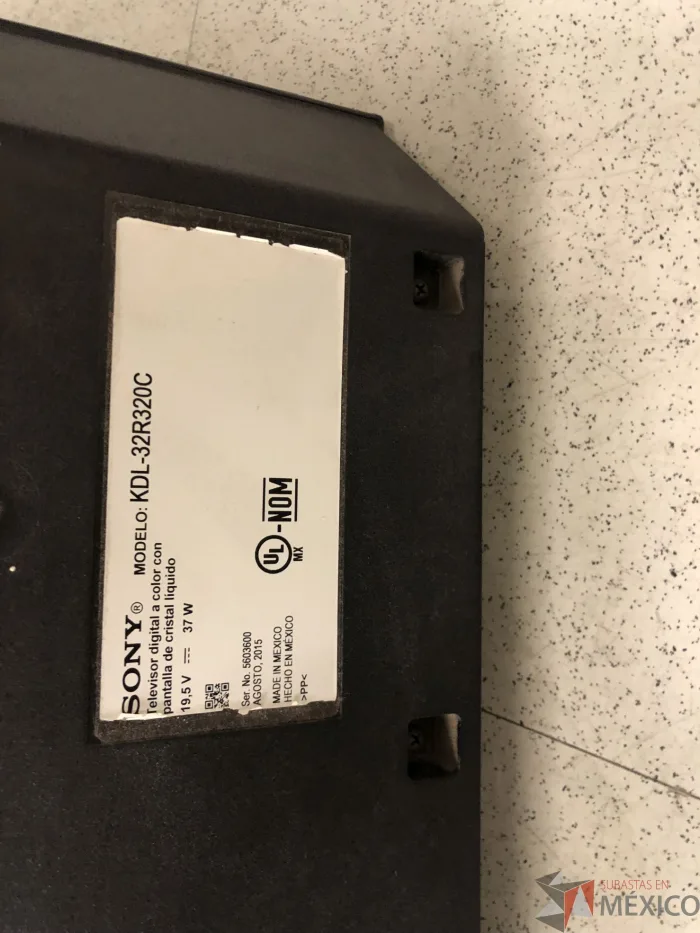 SONY® MODELO: KDL-32R320C
Televisor digital a color con
pantalla de cristal líquido
19,5 V ⎓ 37 W
Ser. No. 5603600
AGOSTO, 2015
MADE IN MEXICO
HECHO EN MÉXICO
>PP<
UL-NOM
MX
SUBASTAS EN
MÉXICO